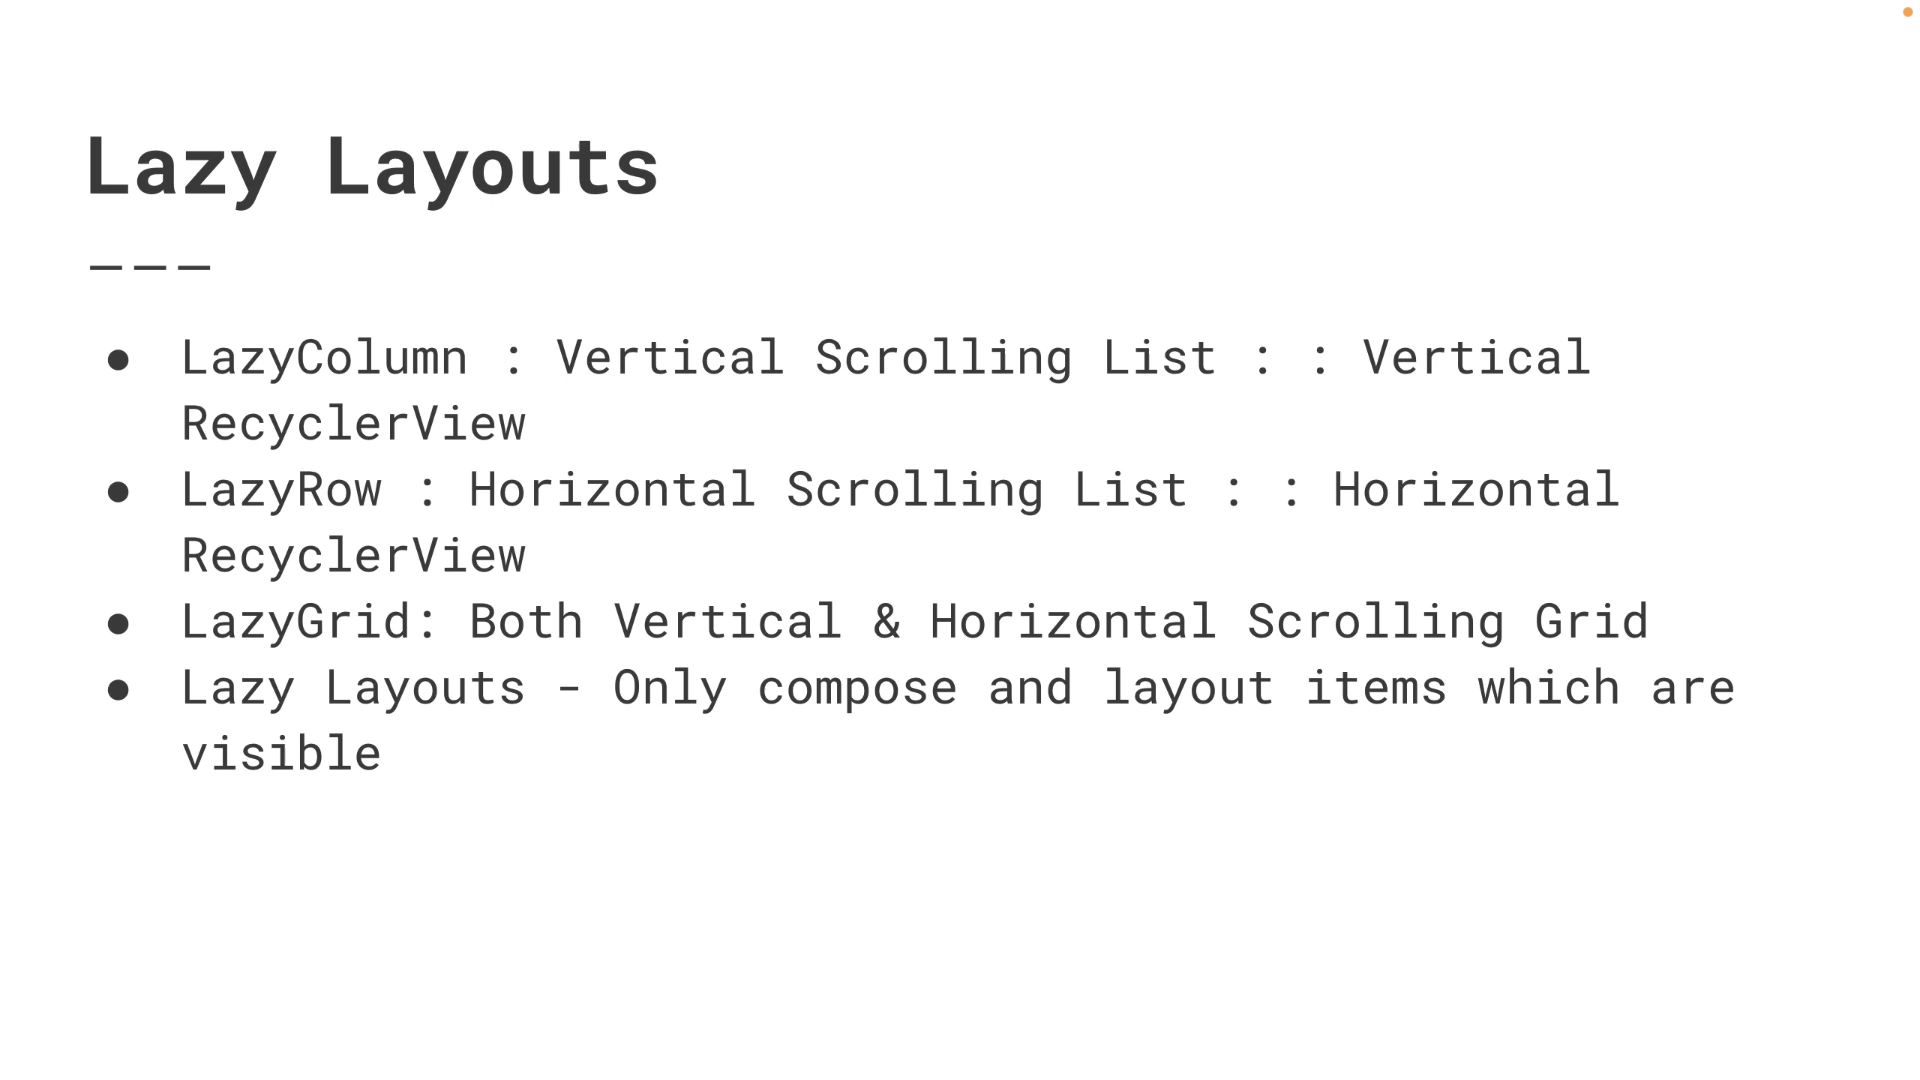 Lazy Layouts
● LazyColumn : Vertical Scrolling List : : Vertical
RecyclerView
● LazyRow : Horizontal Scrolling List : : Horizontal
RecyclerView
● LazyGrid: Both Vertical & Horizontal Scrolling Grid
● Lazy Layouts - Only compose and layout items which are
visible